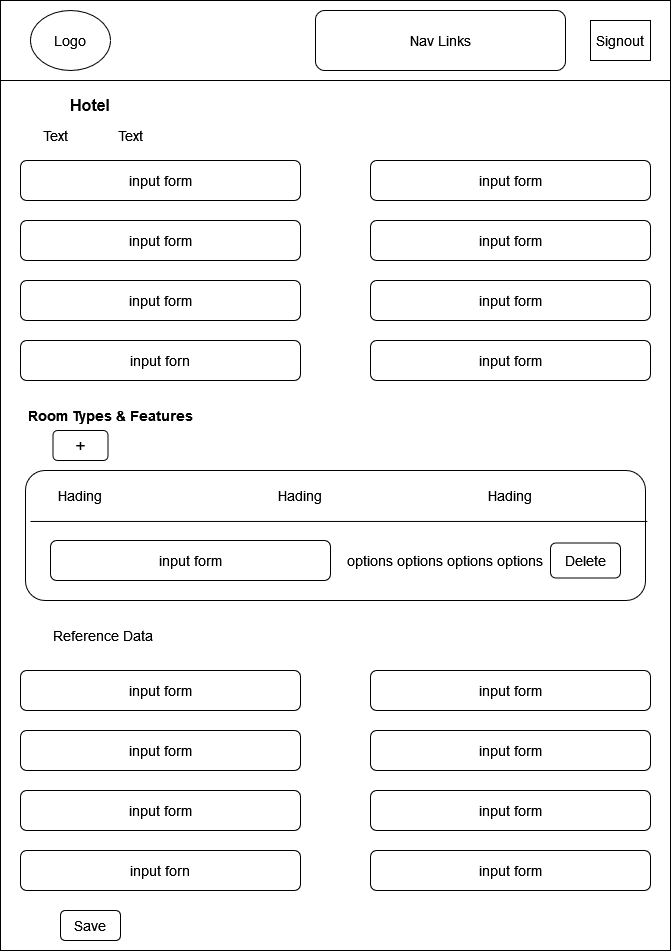 Logo
Nav Links
Signout
Hotel
Text Text
input form input form
input form input form
input form input form
input forn input form
Room Types & Features
+
Hading Hading Hading
input form options options options options Delete
Reference Data
input form input form
input form input form
input form input form
input forn input form
Save